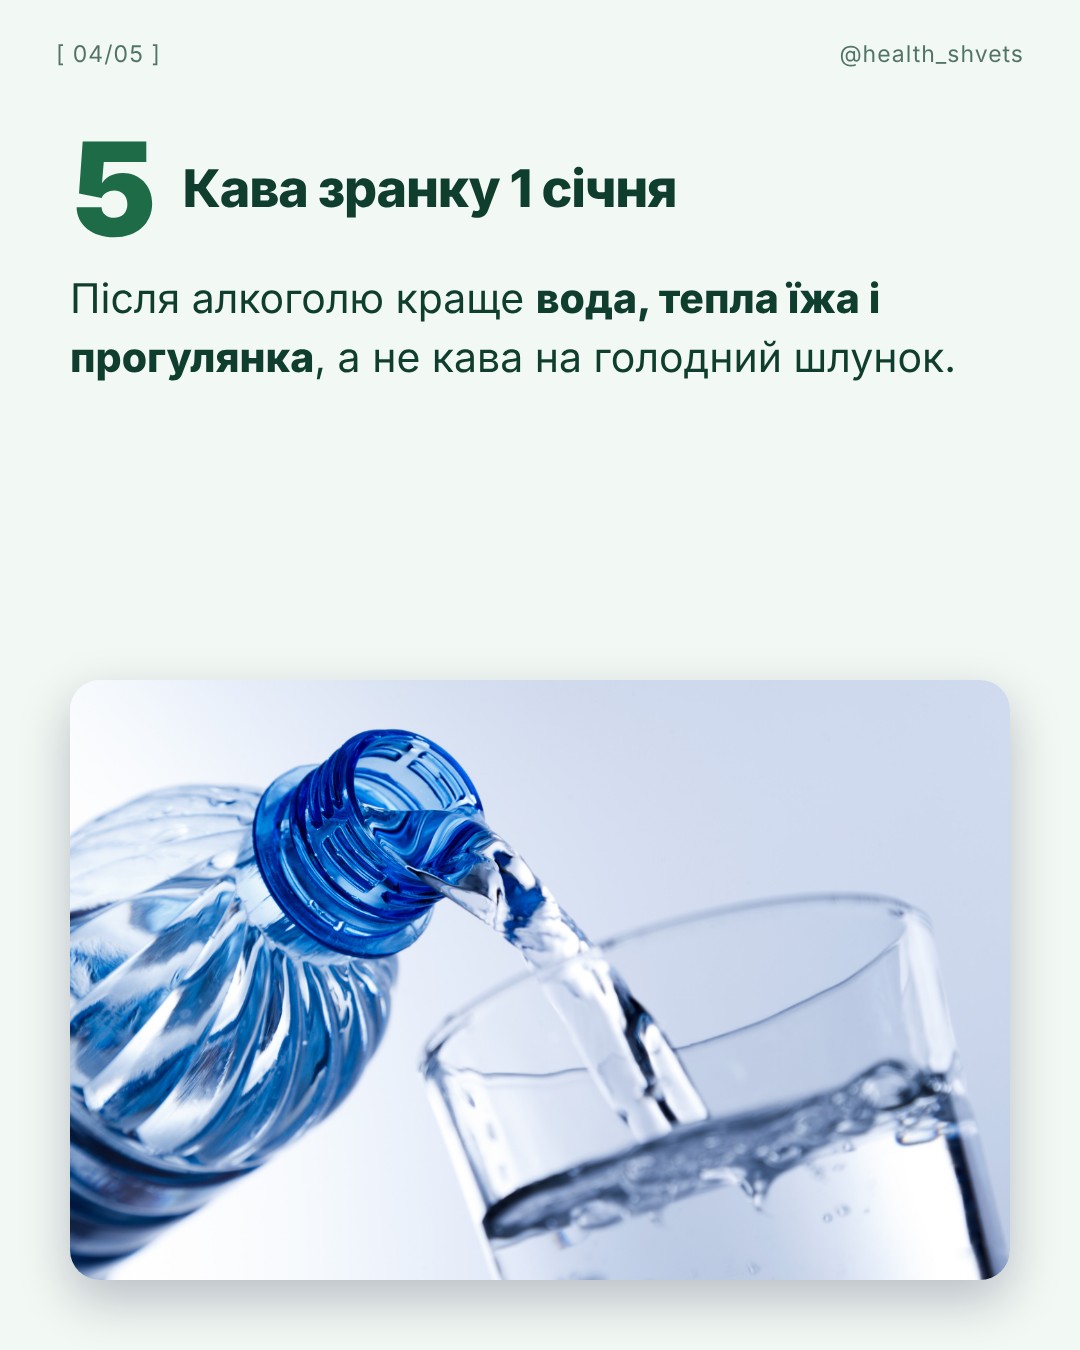 [ 04/05 ]
@health_shvets
5
Кава зранку 1 січня
Після алкоголю краще вода, тепла їжа і
прогулянка, а не кава на голодний шлунок.